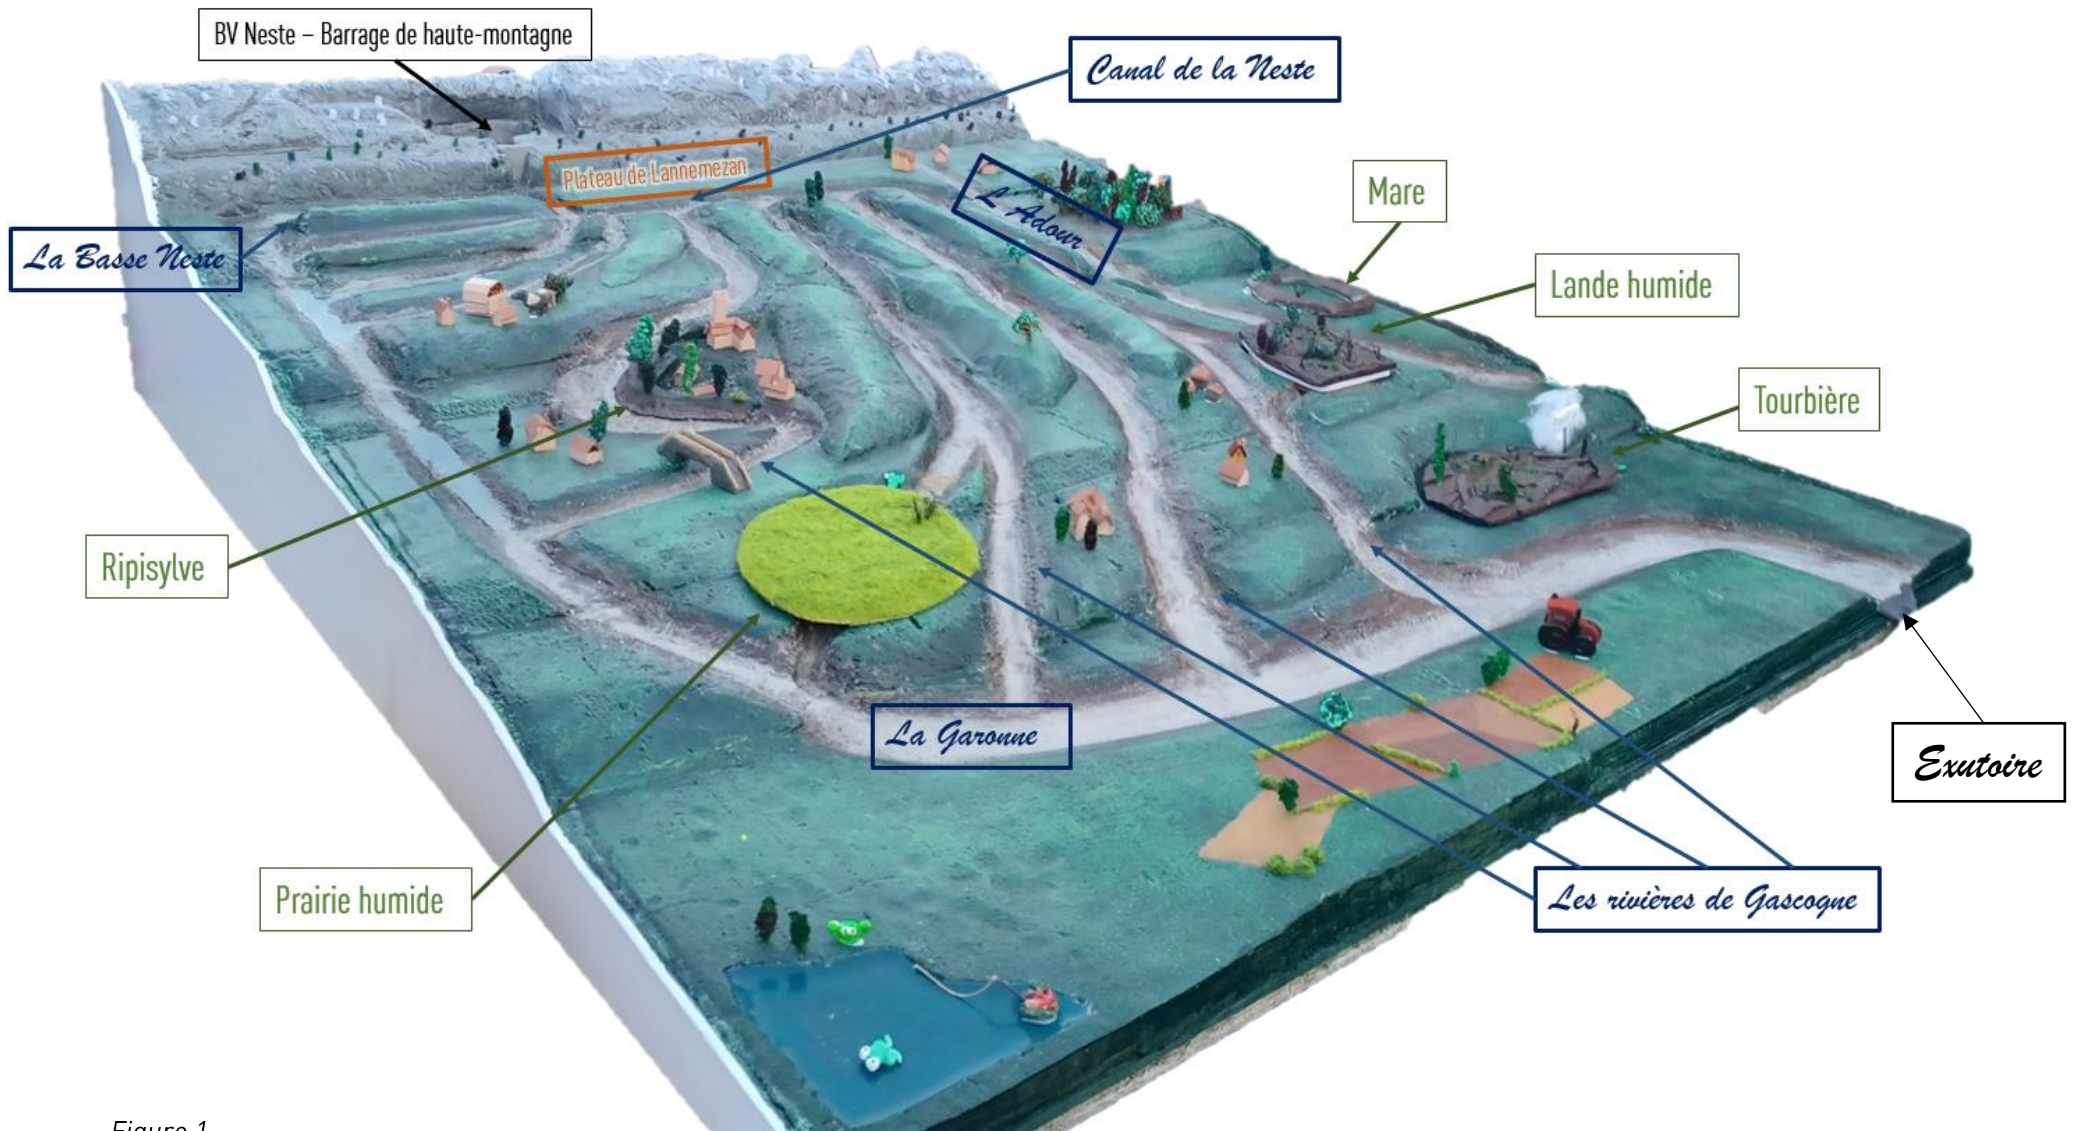 BV Neste – Barrage de haute-montagne
Canal de la Neste
Plateau de Lannemezan
L'Adour
Mare
La Basse Neste
Lande humide
Tourbière
Ripisylve
La Garonne
Exutoire
Prairie humide
Les rivières de Gascogne
Figure 1